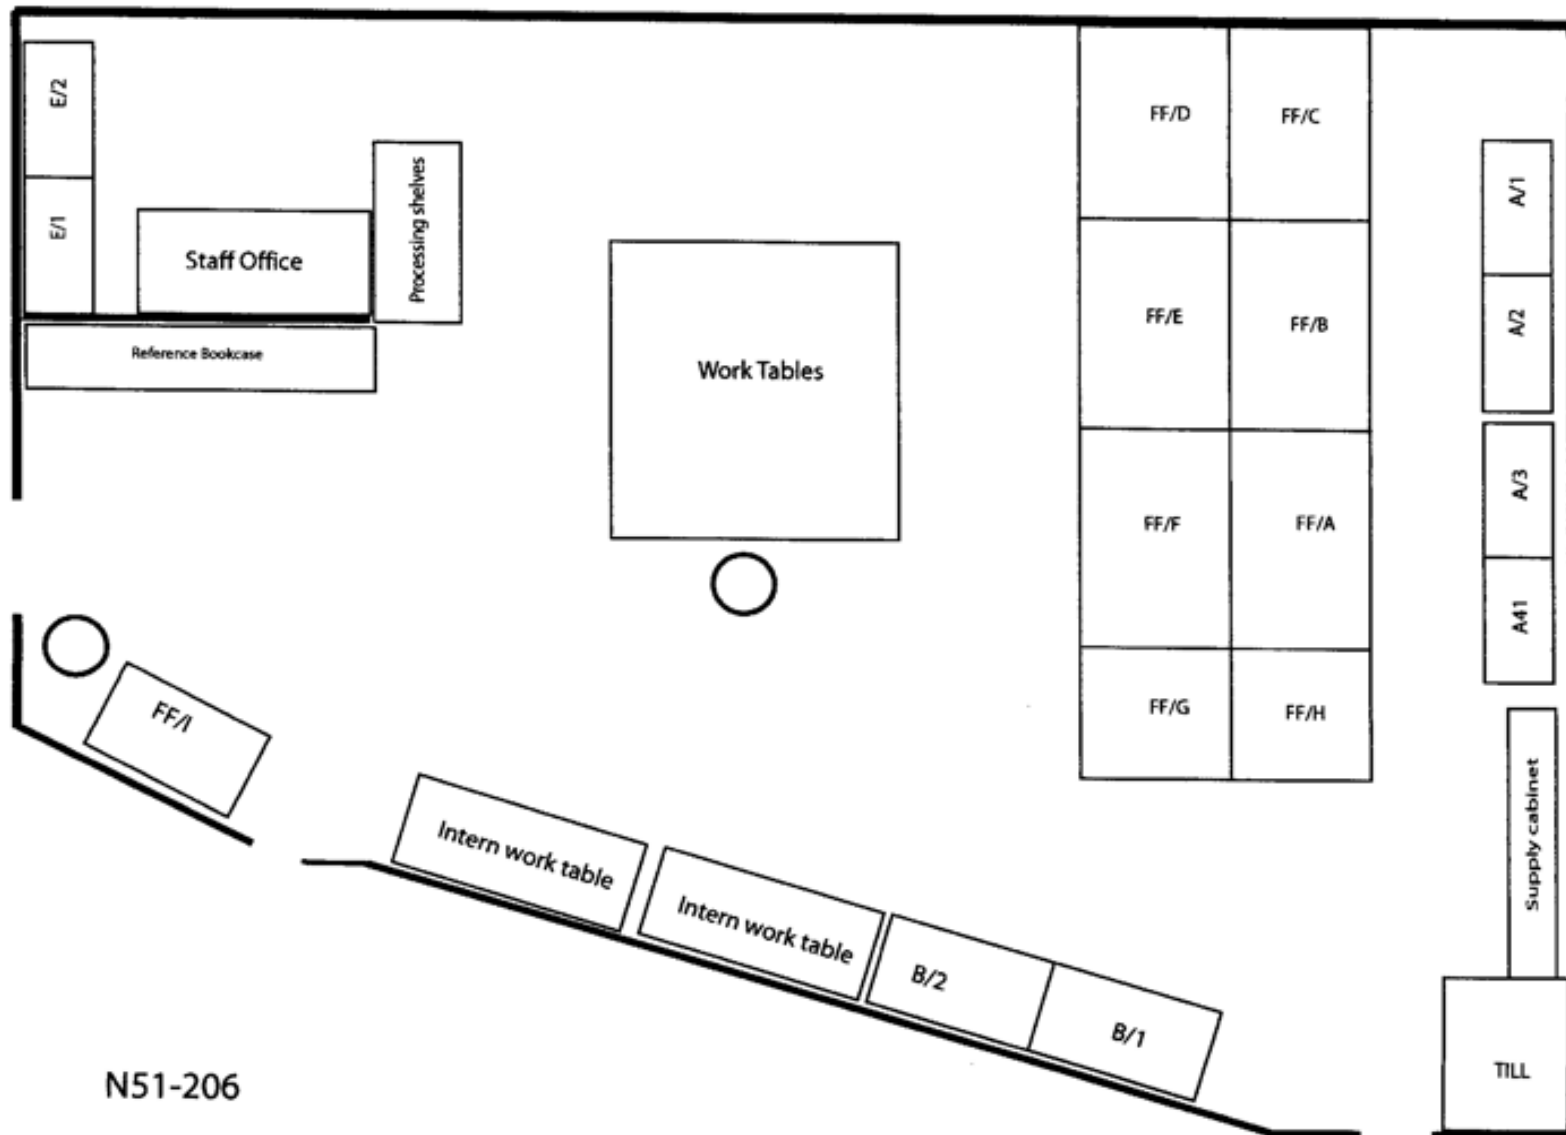 E/2
E/1
Staff Office
Processing shelves
Reference Bookcase
Work Tables
FF/D
FF/C
FF/E
FF/B
FF/F
FF/A
FF/G
FF/H
A/1
A/2
A/3
A41
Supply cabinet
TILL
FF/I
Intern work table
Intern work table
B/2
B/1
N51-206